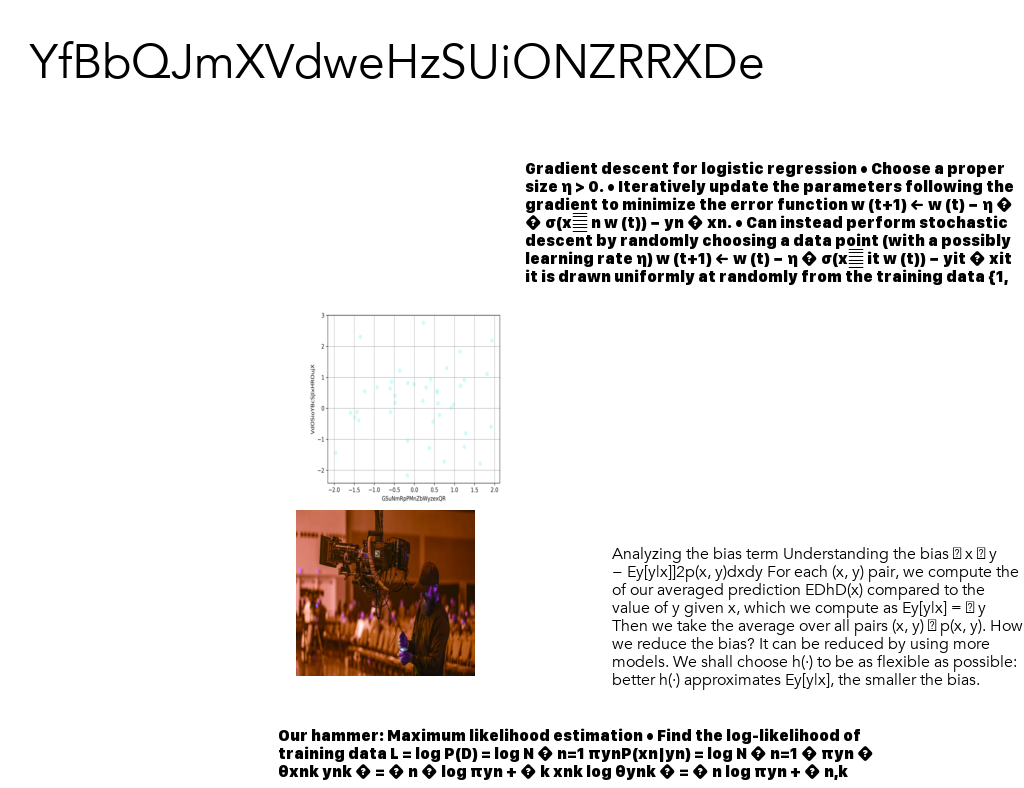 YfBbQJmXVdweHzSUiONZRRXDe
Gradient descent for logistic regression • Choose a proper
size η > 0. • Iteratively update the parameters following the
gradient to minimize the error function w (t+1) ← w (t) − η �
� σ(x n w (t)) − yn � xn. • Can instead perform stochastic
descent by randomly choosing a data point (with a possibly
learning rate η) w (t+1) ← w (t) − η � σ(x it w (t)) − yit � xit
it is drawn uniformly at randomly from the training data {1,
3
2
1
0
−1
−2
−2.0 −1.5 −1.0 −0.5 0.0 0.5 1.0 1.5 2.0
GSuNmRpPMnZbWyzexQR
Analyzing the bias term Understanding the bias x y
− Ey[y|x]]2p(x, y)dxdy For each (x, y) pair, we compute the
of our averaged prediction EDhD(x) compared to the
value of y given x, which we compute as Ey[y|x] = y
Then we take the average over all pairs (x, y) p(x, y). How
we reduce the bias? It can be reduced by using more
models. We shall choose h(·) to be as flexible as possible:
better h(·) approximates Ey[y|x], the smaller the bias.
Our hammer: Maximum likelihood estimation • Find the log-likelihood of
training data L = log P(D) = log N � n=1 πynP(xn|yn) = log N � n=1 � πyn �
θxnk ynk � = � n � log πyn + � k xnk log θynk � = � n log πyn + � n,k